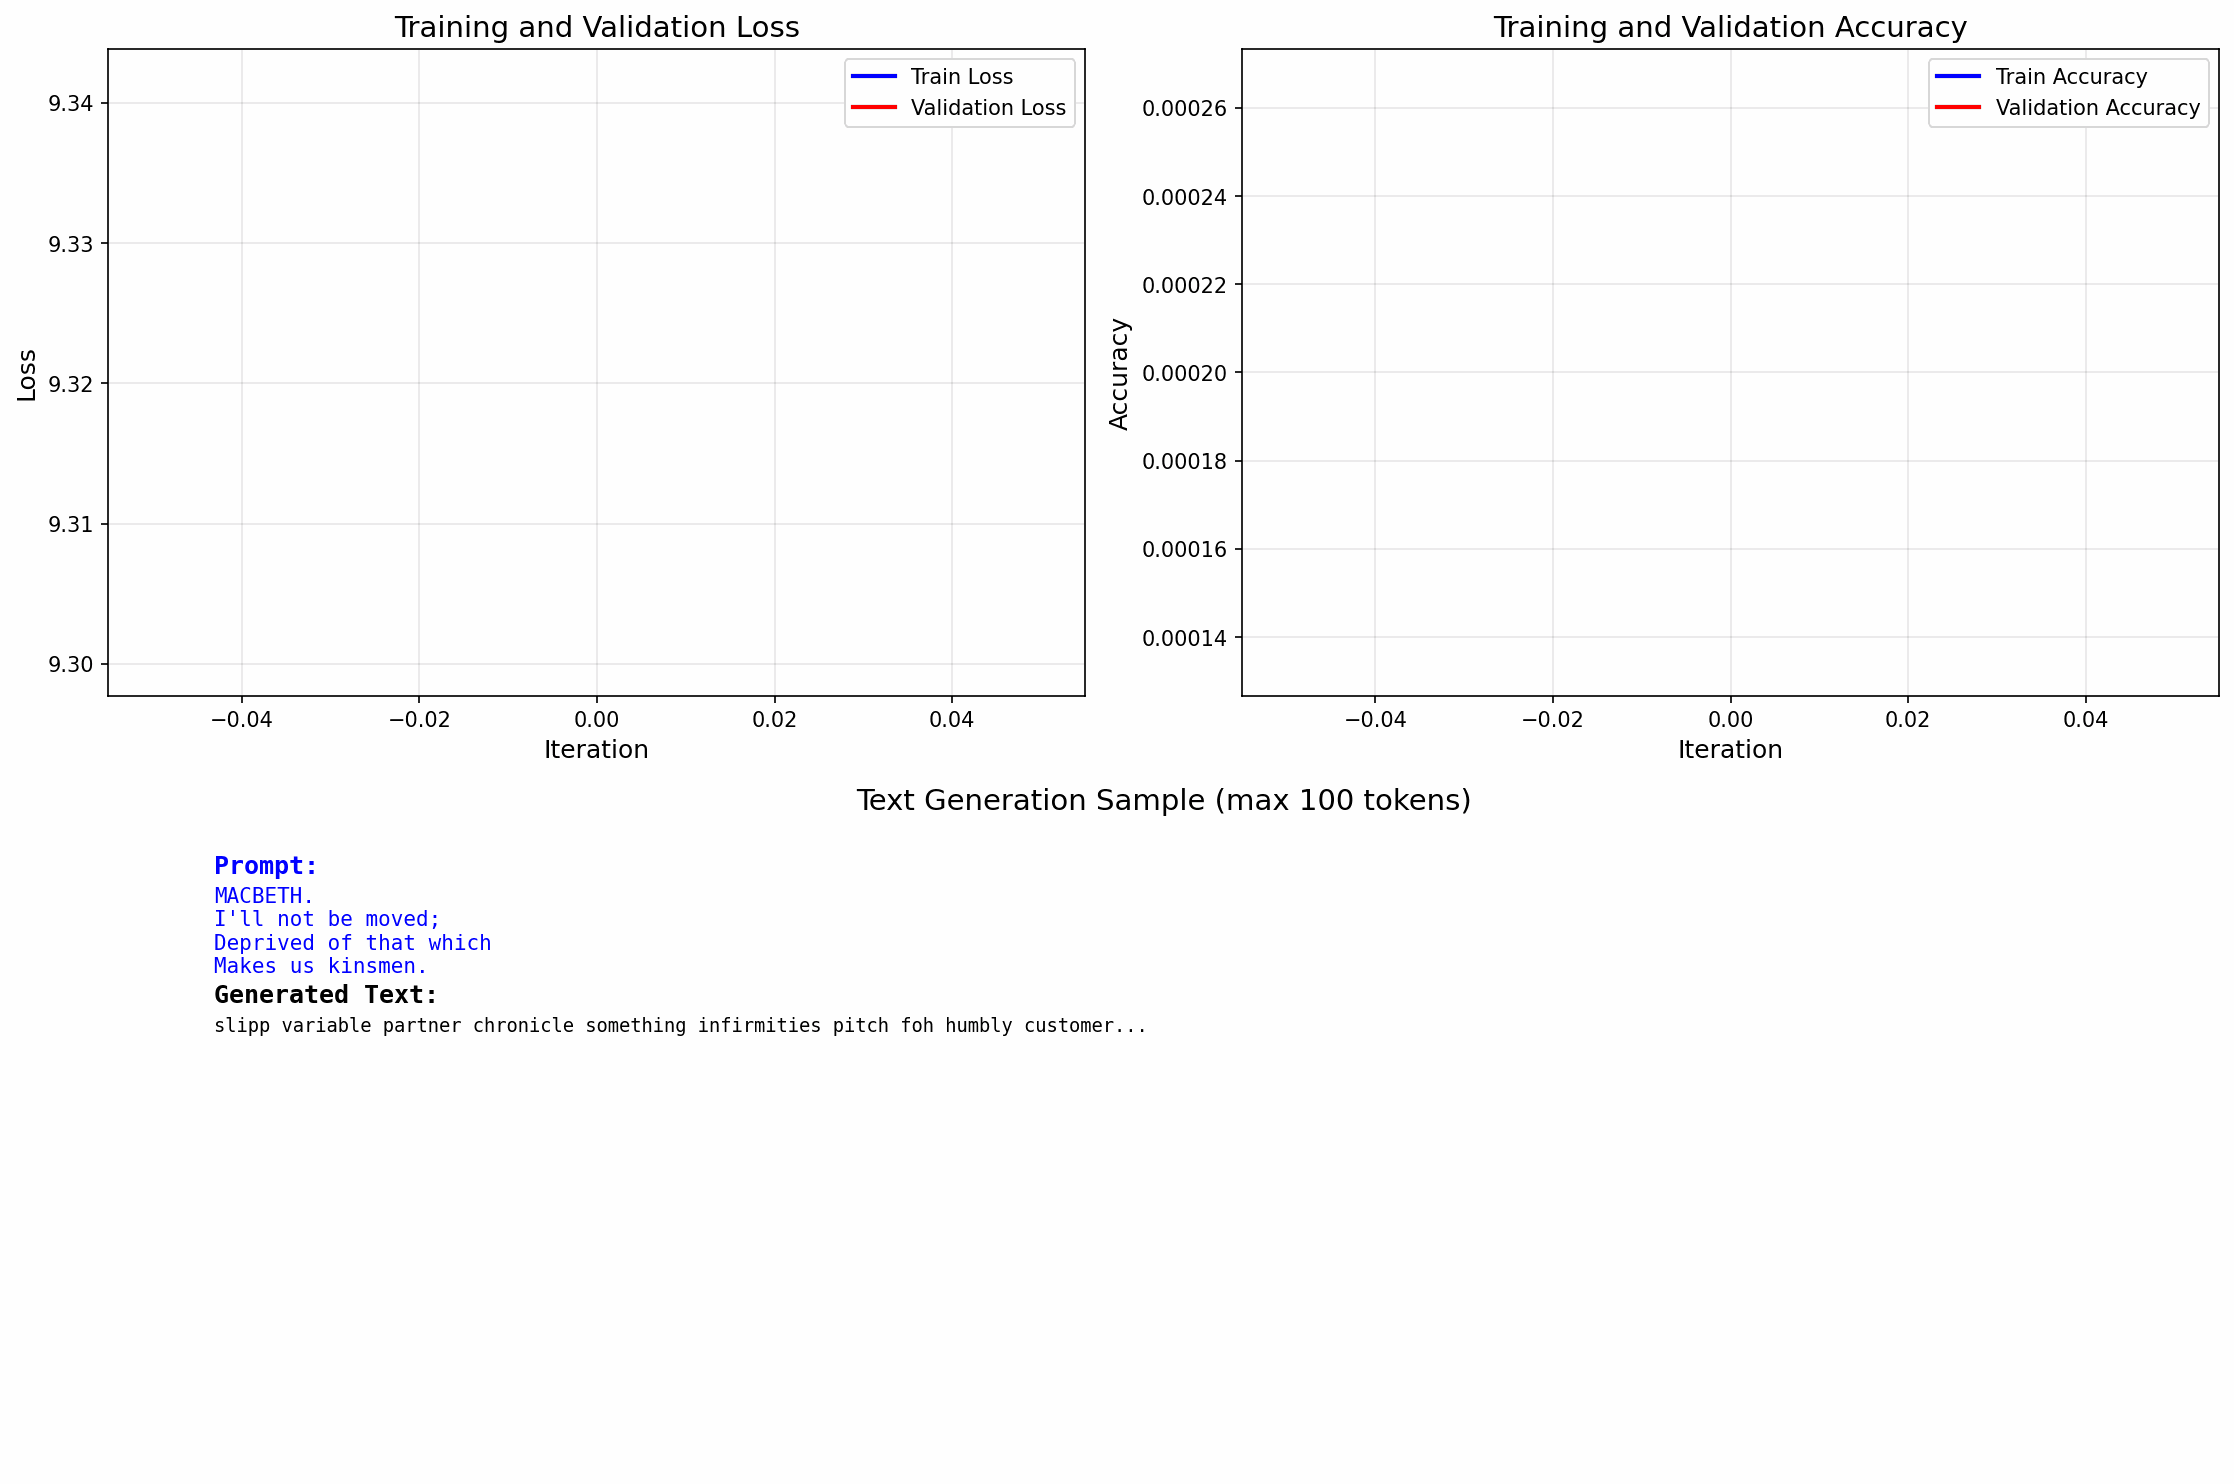 Training and Validation Loss
Train Loss
Validation Loss
9.34
9.33
9.32
9.31
9.30
Loss
−0.04 −0.02 0.00 0.02 0.04
Iteration
Training and Validation Accuracy
Train Accuracy
Validation Accuracy
0.00026
0.00024
0.00022
0.00020
0.00018
0.00016
0.00014
Accuracy
−0.04 −0.02 0.00 0.02 0.04
Iteration
Text Generation Sample (max 100 tokens)
Prompt:
MACBETH.
I'll not be moved;
Deprived of that which
Makes us kinsmen.
Generated Text:
slipp variable partner chronicle something infirmities pitch foh humbly customer...